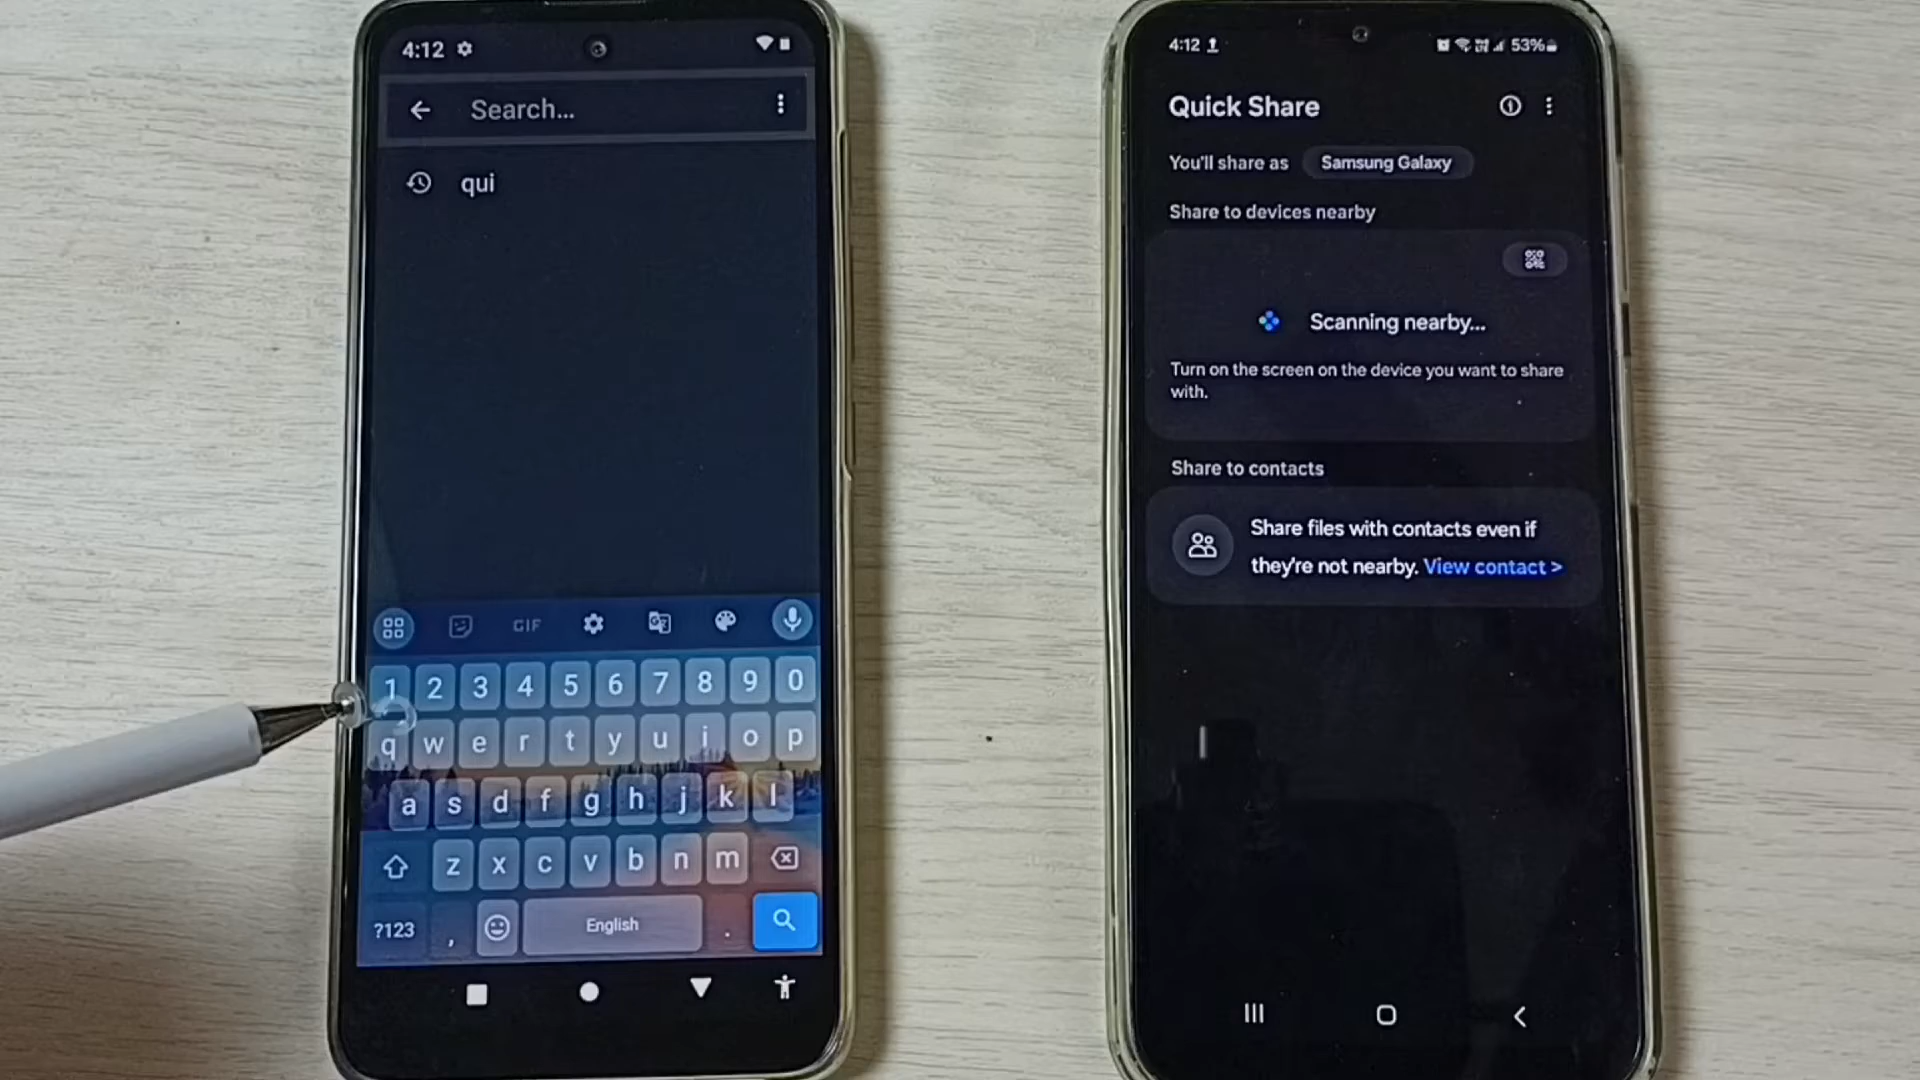 4:12
Search...
qui
GIF
1 2 3 4 5 6 7 8 9 0
q w e r t y u i o p
a s d f g h j k l
z x c v b n m
?123 , English .
4:12 53%
Quick Share
You'll share as Samsung Galaxy
Share to devices nearby
Scanning nearby...
Turn on the screen on the device you want to share
with.
Share to contacts
Share files with contacts even if
they're not nearby. View contact >